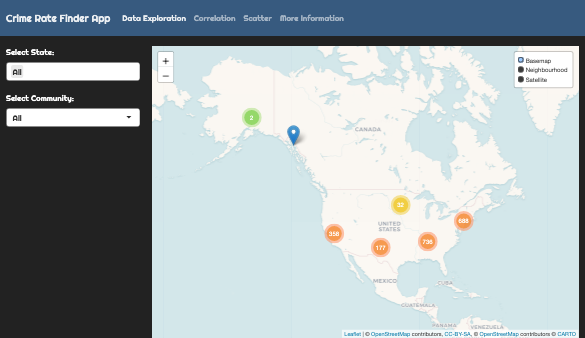 Crime Rate Finder App Data Exploration Correlation Scatter More Information
Select State:
All
Select Community:
All
+
−
Basemap
Neighbourhood
Satellite
2
CANADA
32
688
UNITED
STATES
358
736
177
MEXICO
CUBA
GUATEMALA
PANAMA
VENEZUELA
Leaflet | © OpenStreetMap contributors, CC-BY-SA, © OpenStreetMap contributors © CARTO